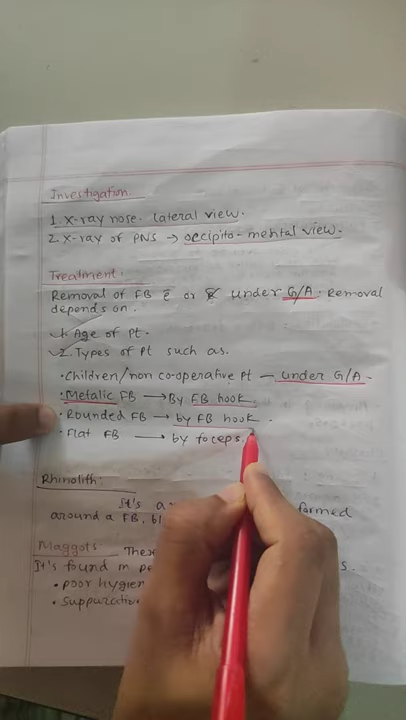 Investigation.
1. X-ray nose- lateral view.
2. X-ray of PNS → occipito-mental view.
Treatment:
Removal of FB c̄ or under G/A. Removal
depends on.
1. Age of Pt.
2. Types of Pt such as.
• Children/non co-operative Pt — under G/A.
• Metalic FB → By FB hook.
• Rounded FB → by FB hook.
• Flat FB → by foceps.
Rhinolith:
It's a formed
around a FB,
Maggots: There
It's found in
• poor hygien
• suppuration